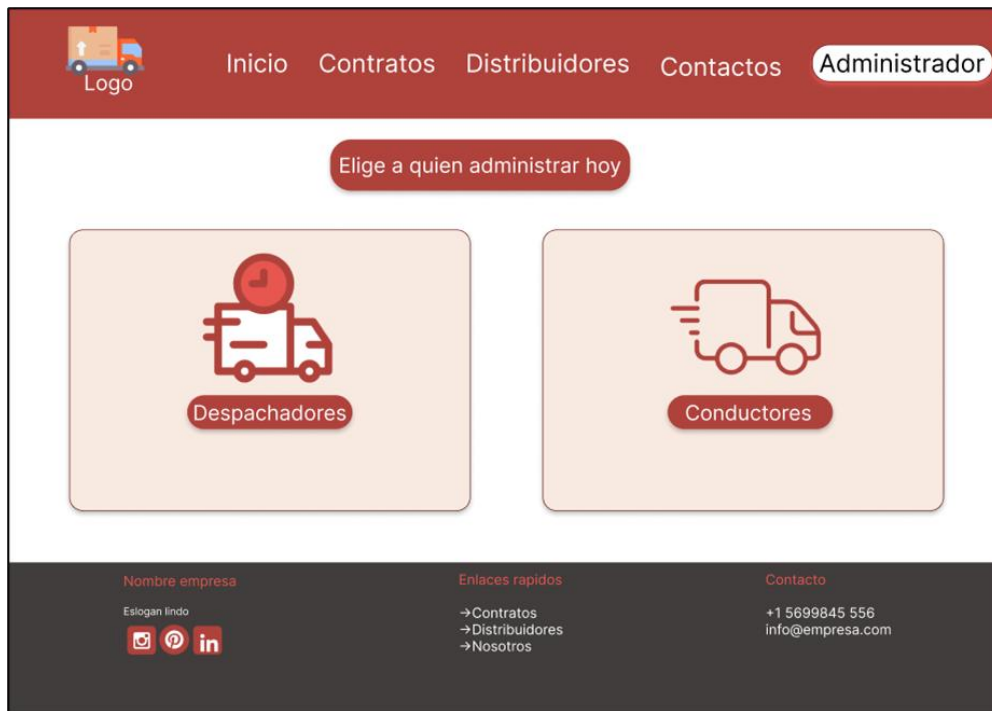 Logo
Inicio
Contratos
Distribuidores
Contactos
Administrador
Elige a quien administrar hoy
Despachadores
Conductores
Nombre empresa
Eslogan lindo
in
Enlaces rapidos
→Contratos
→Distribuidores
→Nosotros
Contacto
+1 5699845 556
info@empresa.com